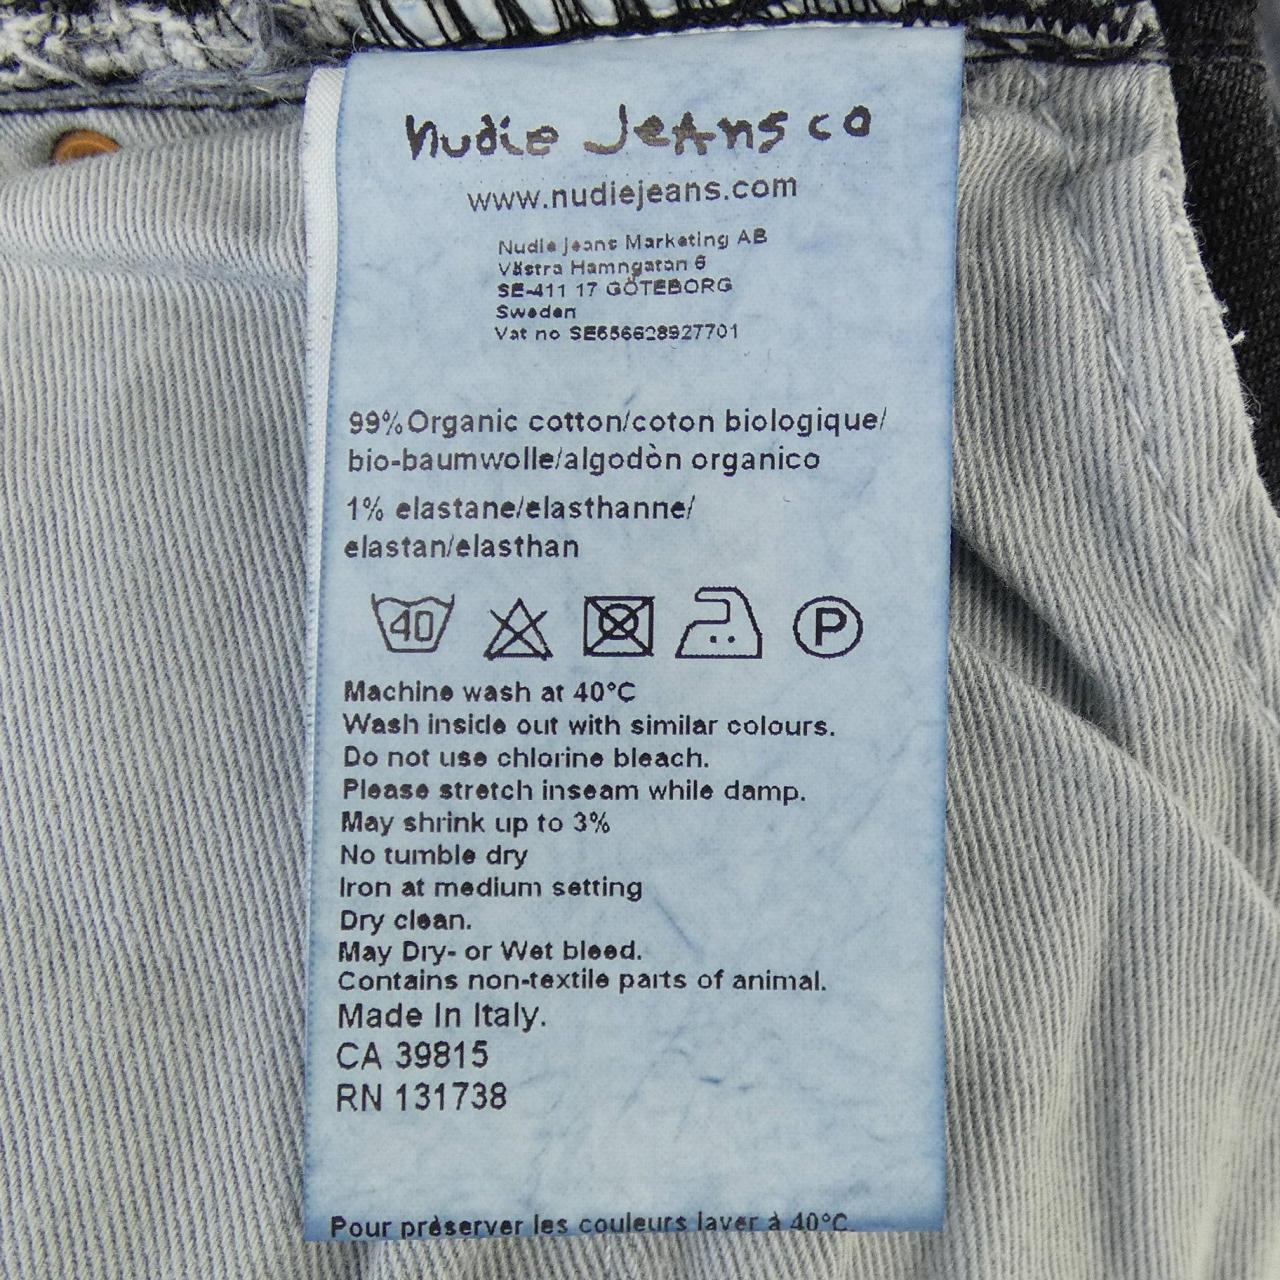 nudie Jeans co
www.nudiejeans.com
Nudie Jeans Marketing AB
Västra Hamngatan 6
SE-411 17 GÖTEBORG
Sweden
Vat no SE556628927701
99% Organic cotton/coton biologique/
bio-baumwolle/algodòn organico
1% elastane/elasthanne/
elastan/elasthan
40 P
Machine wash at 40°C
Wash inside out with similar colours.
Do not use chlorine bleach.
Please stretch inseam while damp.
May shrink up to 3%
No tumble dry
Iron at medium setting
Dry clean.
May Dry- or Wet bleed.
Contains non-textile parts of animal.
Made In Italy.
CA 39815
RN 131738
Pour prèserver les couleurs laver à 40°C